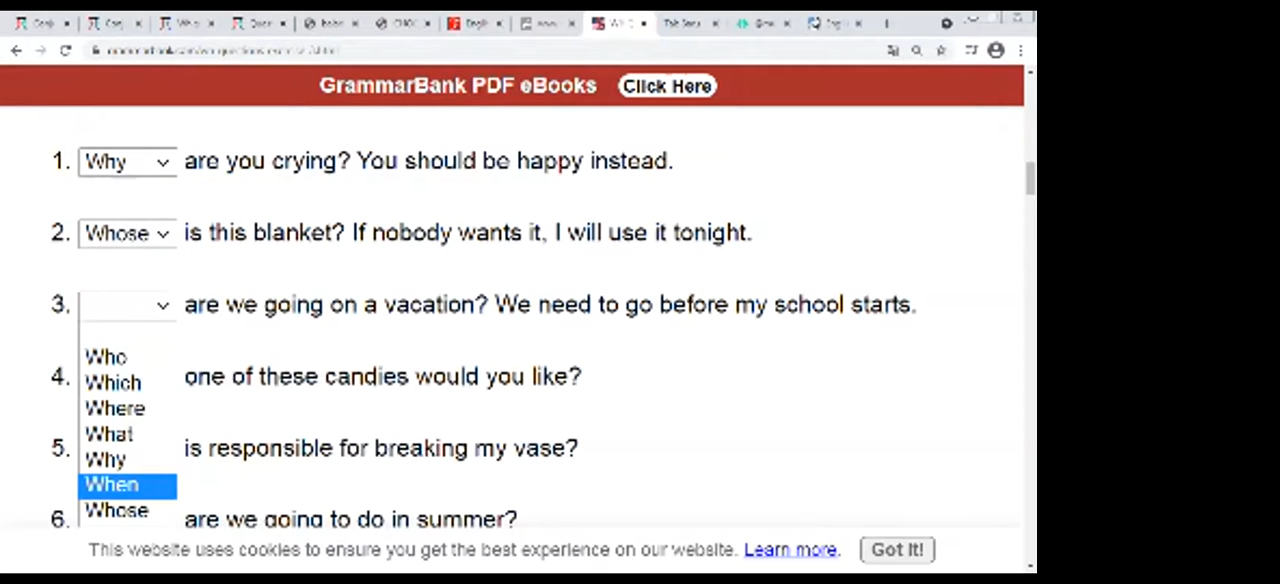 GrammarBank PDF eBooks Click Here
1. Why are you crying? You should be happy instead.
2. Whose is this blanket? If nobody wants it, I will use it tonight.
3. are we going on a vacation? We need to go before my school starts.
Who
Which
4. one of these candies would you like?
Where
What
5. is responsible for breaking my vase?
Why
When
Whose
6. are we going to do in summer?
This website uses cookies to ensure you get the best experience on our website. Learn more. Got It!